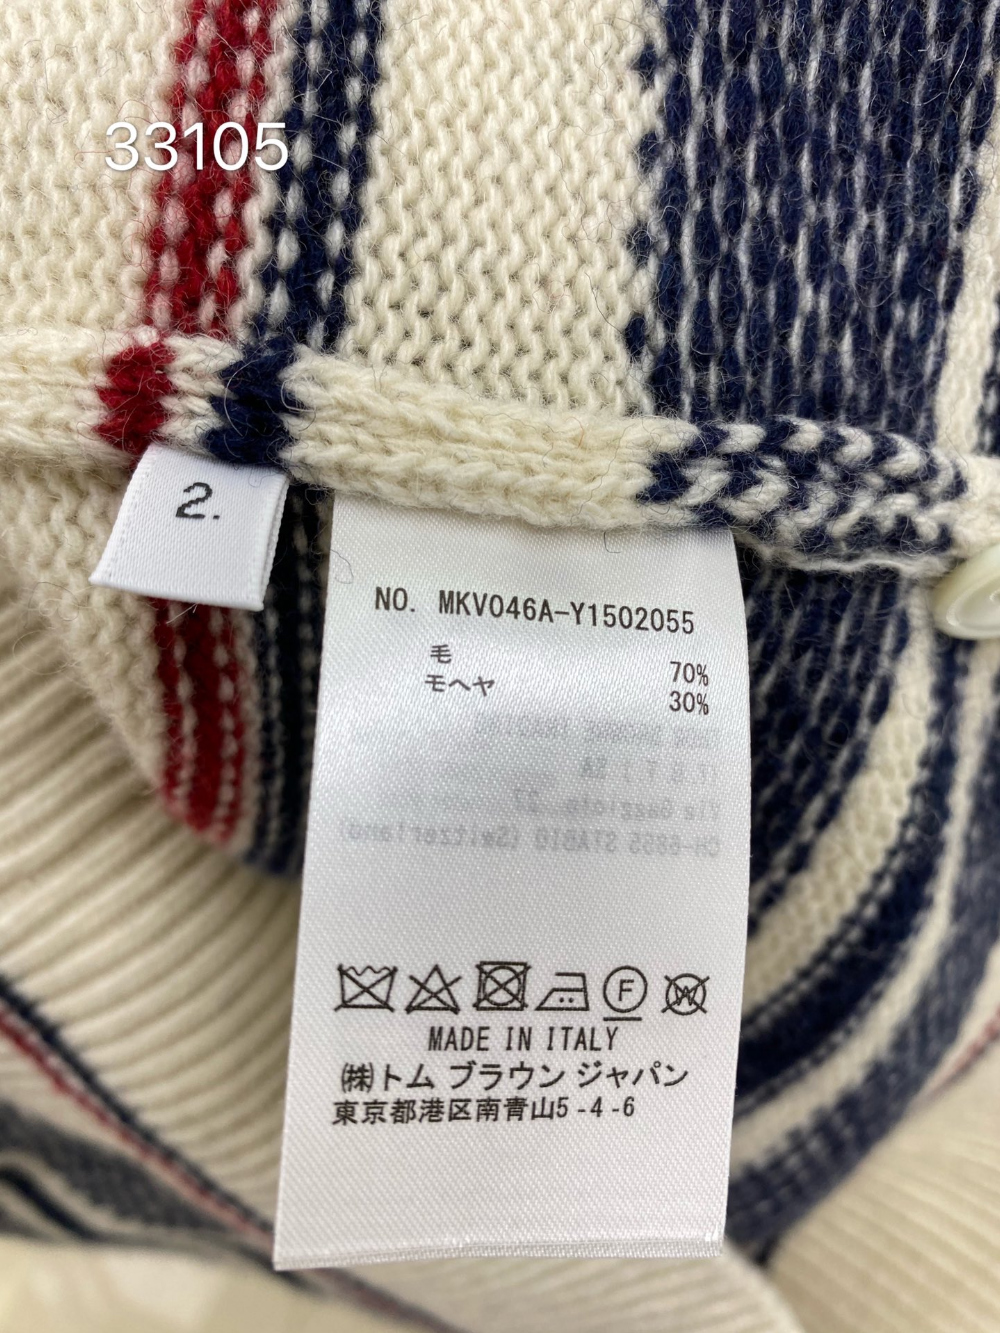 33105
2.
NO. MKV046A-Y1502055
毛 70%
モヘヤ 30%
MADE IN ITALY
㈱トム ブラウン ジャパン
東京都港区南青山5-4-6